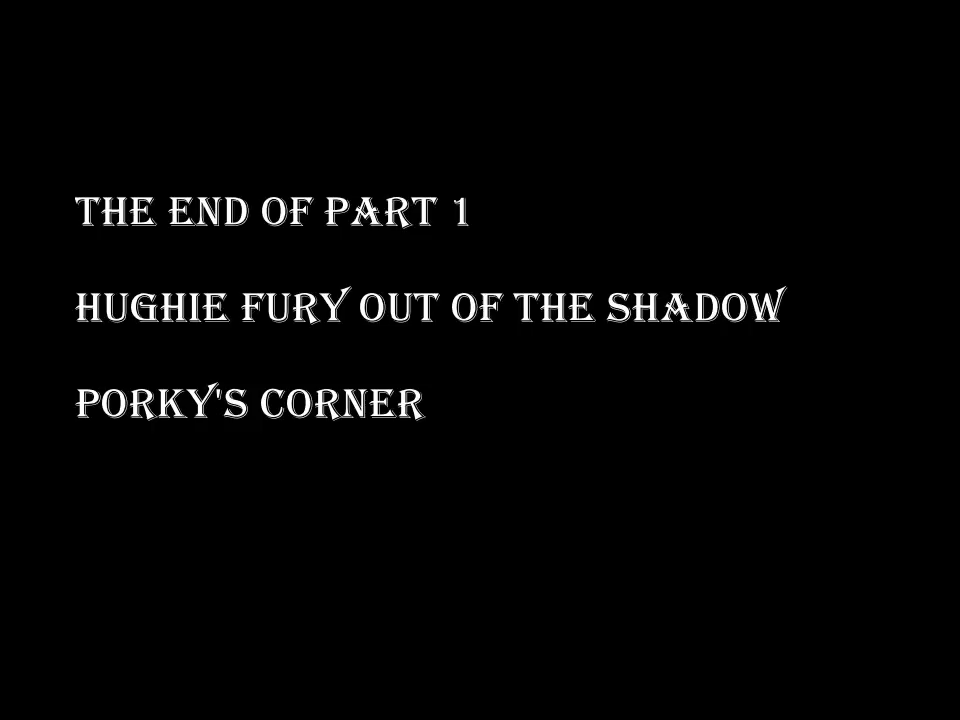 THE END OF PART 1
HUGHIE FURY OUT OF THE SHADOW
PORKY'S CORNER